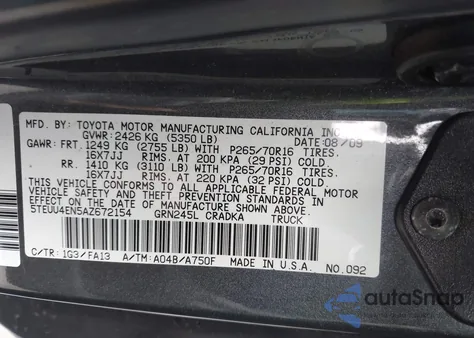 MFD. BY: TOYOTA MOTOR MANUFACTURING CALIFORNIA INC
GVWR: 2426 KG (5350 LB) DATE: 08/09
GAWR: FRT. 1249 KG (2755 LB) WITH P265/70R16
16X7JJ RIMS. AT 200 KPA (29 PSI) COLD.
RR. 1410 KG (3110 LB) WITH P265/70R16
16X7JJ RIMS. AT 220 KPA (32 PSI) COLD.
THIS VEHICLE CONFORMS TO ALL APPLICABLE FEDERAL MOTOR
VEHICLE SAFETY AND THEFT PREVENTION STANDARDS IN
EFFECT ON THE DATE OF MANUFACTURE SHOWN ABOVE.
5TEUU4EN5AZ672154 GRN245L CRADKA TRUCK
C/TR: 1G3/FA13 A/TM: A04B/A750F MADE IN U.S.A. NO.092
autoSnap